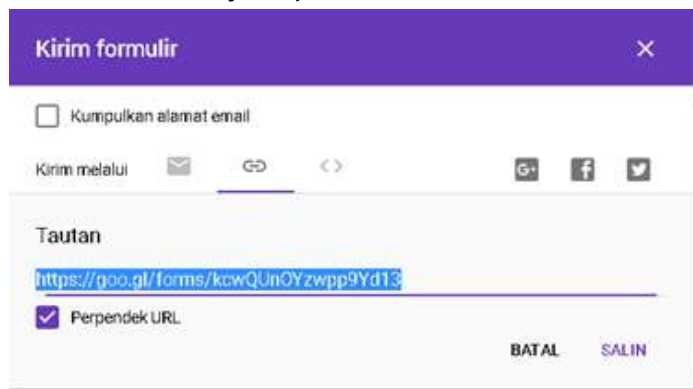 Kirim formulir
Kumpulkan alamat email
Kirim melalui
Tautan
https://goo.gl/forms/kcwQUnOYzwpp9Yd13
Perpendek URL
BATAL SALIN